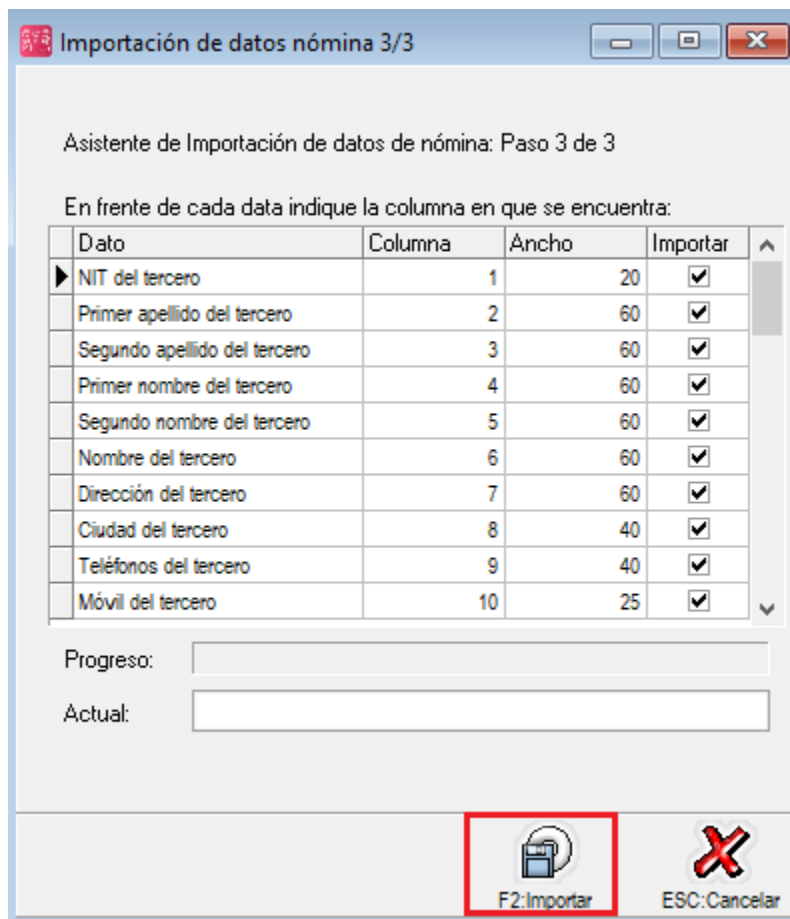 Importación de datos nómina 3/3
Asistente de Importación de datos de nómina: Paso 3 de 3
En frente de cada data indique la columna en que se encuentra:
Dato Columna Ancho Importar
NIT del tercero 1 20
Primer apellido del tercero 2 60
Segundo apellido del tercero 3 60
Primer nombre del tercero 4 60
Segundo nombre del tercero 5 60
Nombre del tercero 6 60
Dirección del tercero 7 60
Ciudad del tercero 8 40
Teléfonos del tercero 9 40
Móvil del tercero 10 25
Progreso:
Actual:
F2:Importar ESC:Cancelar